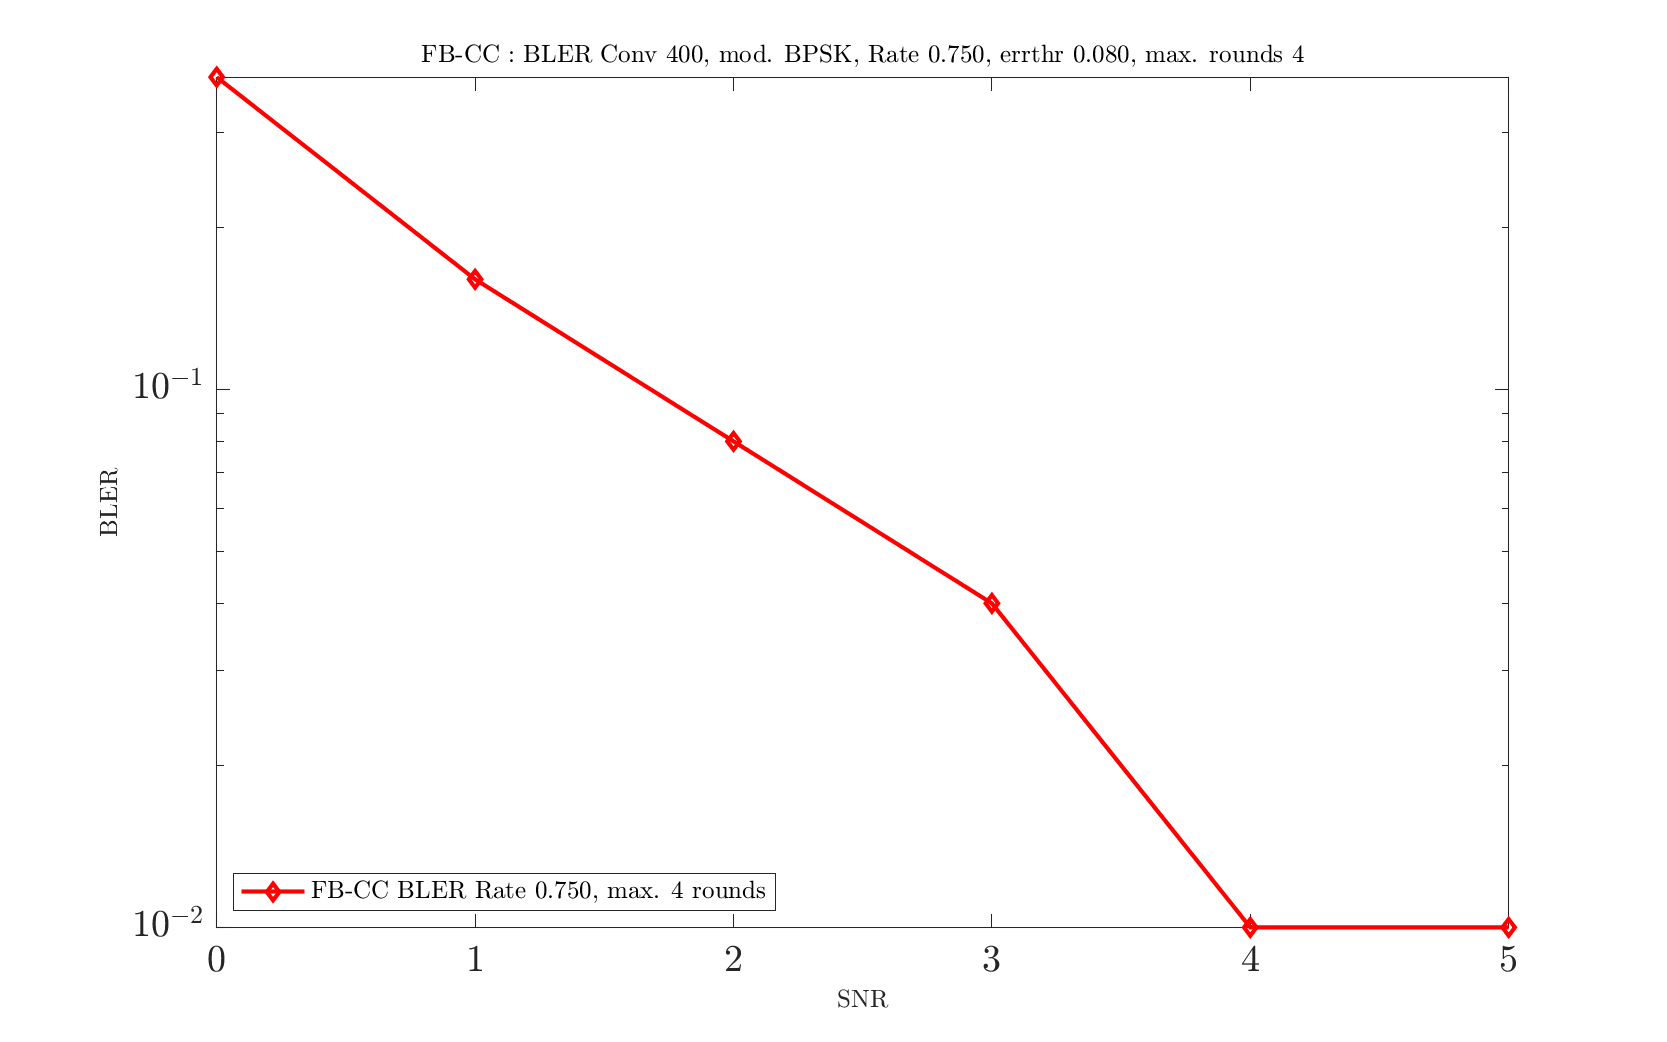 FB-CC : BLER Conv 400, mod. BPSK, Rate 0.750, errthr 0.080, max. rounds 4
10⁻¹
BLER
FB-CC BLER Rate 0.750, max. 4 rounds
10⁻²
0 1 2 3 4 5
SNR